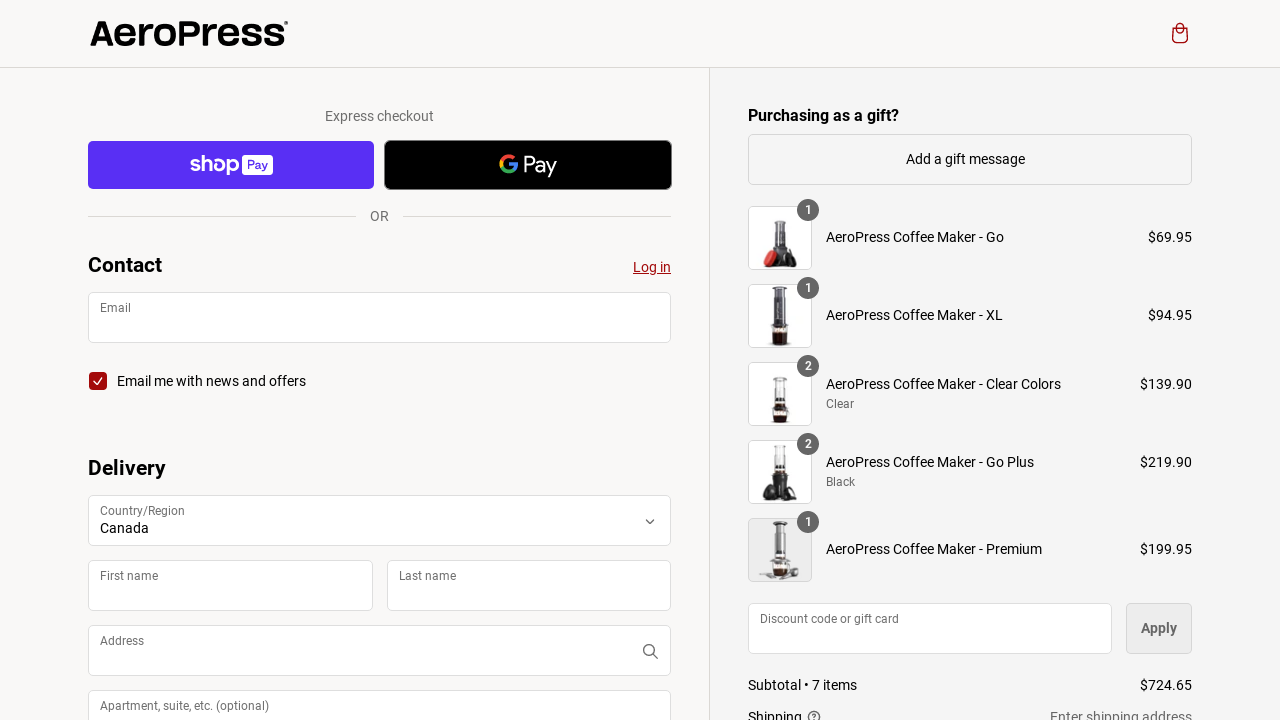 AeroPress®
Express checkout
shop Pay
G Pay
OR
Contact
Log in
Email
Email me with news and offers
Delivery
Country/Region
Canada
First name
Last name
Address
Apartment, suite, etc. (optional)
Purchasing as a gift?
Add a gift message
1
AeroPress Coffee Maker - Go
$69.95
1
AeroPress Coffee Maker - XL
$94.95
2
AeroPress Coffee Maker - Clear Colors
$139.90
Clear
2
AeroPress Coffee Maker - Go Plus
$219.90
Black
1
AeroPress Coffee Maker - Premium
$199.95
Discount code or gift card
Apply
Subtotal • 7 items
$724.65
Shipping
Enter shipping address